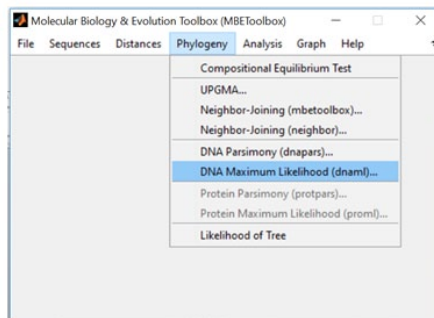 Molecular Biology & Evolution Toolbox (MBEToolbox)
File Sequences Distances Phylogeny Analysis Graph Help
Compositional Equilibrium Test
UPGMA...
Neighbor-Joining (mbetoolbox)...
Neighbor-Joining (neighbor)...
DNA Parsimony (dnapars)...
DNA Maximum Likelihood (dnaml)...
Protein Parsimony (protpars)...
Protein Maximum Likelihood (proml)...
Likelihood of Tree